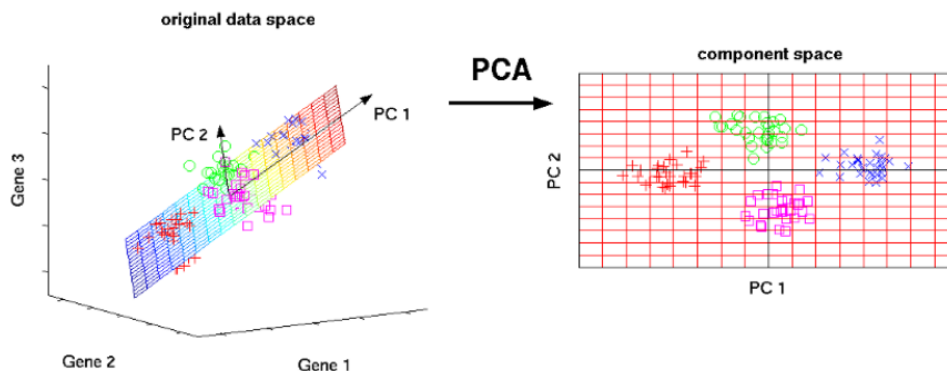 original data space
Gene 3
PC 2
PC 1
Gene 2
Gene 1
PCA
component space
PC 2
PC 1